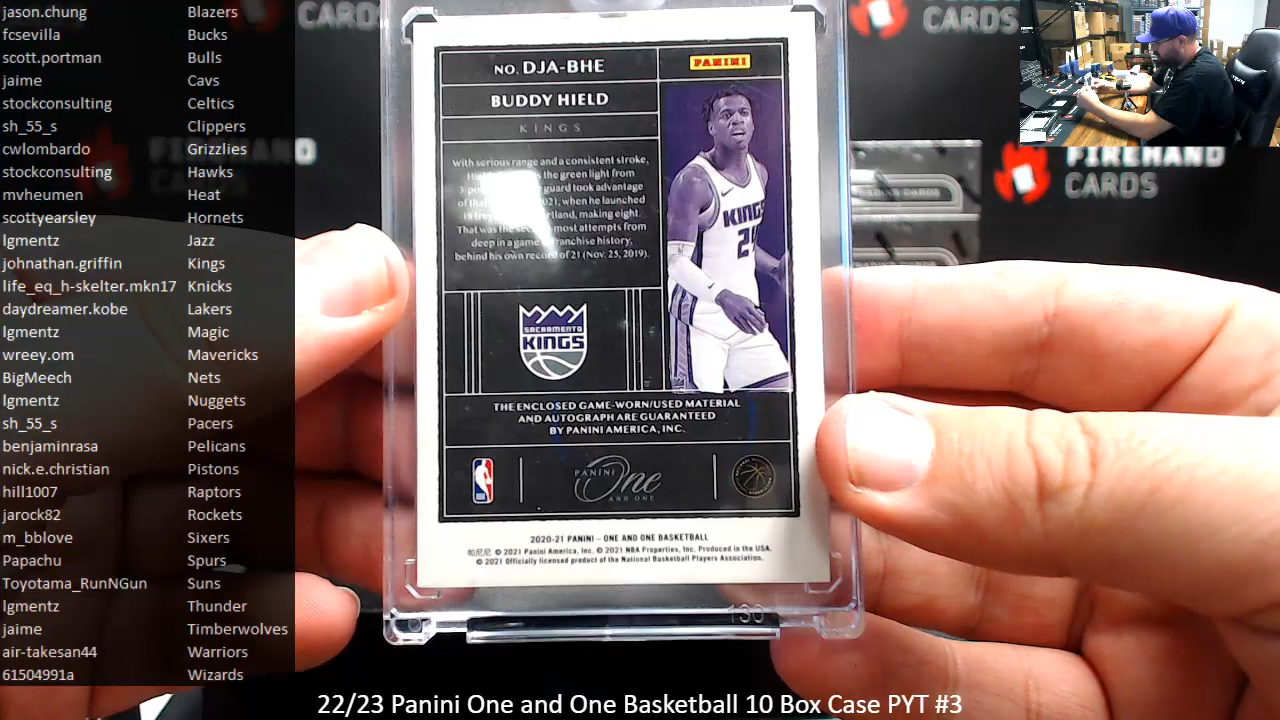 jason.chung Blazers
fcsevilla Bucks
scott.portman Bulls
jaime Cavs
stockconsulting Celtics
sh_55_s Clippers
cwlombardo Grizzlies
stockconsulting Hawks
mvheumen Heat
scottyearsley Hornets
lgmentz Jazz
johnathan.griffin Kings
life_eq_h-skelter.mkn17 Knicks
daydreamer.kobe Lakers
lgmentz Magic
wreey.om Mavericks
BigMeech Nets
lgmentz Nuggets
sh_55_s Pacers
benjaminrasa Pelicans
nick.e.christian Pistons
hill1007 Raptors
jarock82 Rockets
m_bblove Sixers
Papachu Spurs
Toyotama_RunNGun Suns
lgmentz Thunder
jaime Timberwolves
air-takesan44 Warriors
61504991a Wizards
NO. DJA-BHE
PANINI
BUDDY HIELD
KINGS
With serious range and a consistent stroke,
the green light from
guard took advantage
2021, when he launched
making eight.
That was the most attempts from
deep in a game franchise history,
behind his own record of 21 (Nov. 25, 2019).
KINGS
SACRAMENTO
KINGS
THE ENCLOSED GAME-WORN/USED MATERIAL
AND AUTOGRAPH ARE GUARANTEED
BY PANINI AMERICA, INC.
PANINI
One
AND ONE
2020-21 PANINI – ONE AND ONE BASKETBALL
© 2021 Panini America, Inc. © 2021 NBA Properties, Inc. Produced in the USA.
© 2021 Officially licensed product of the National Basketball Players Association.
130
CARDS
FIREHAND
CARDS
22/23 Panini One and One Basketball 10 Box Case PYT #3